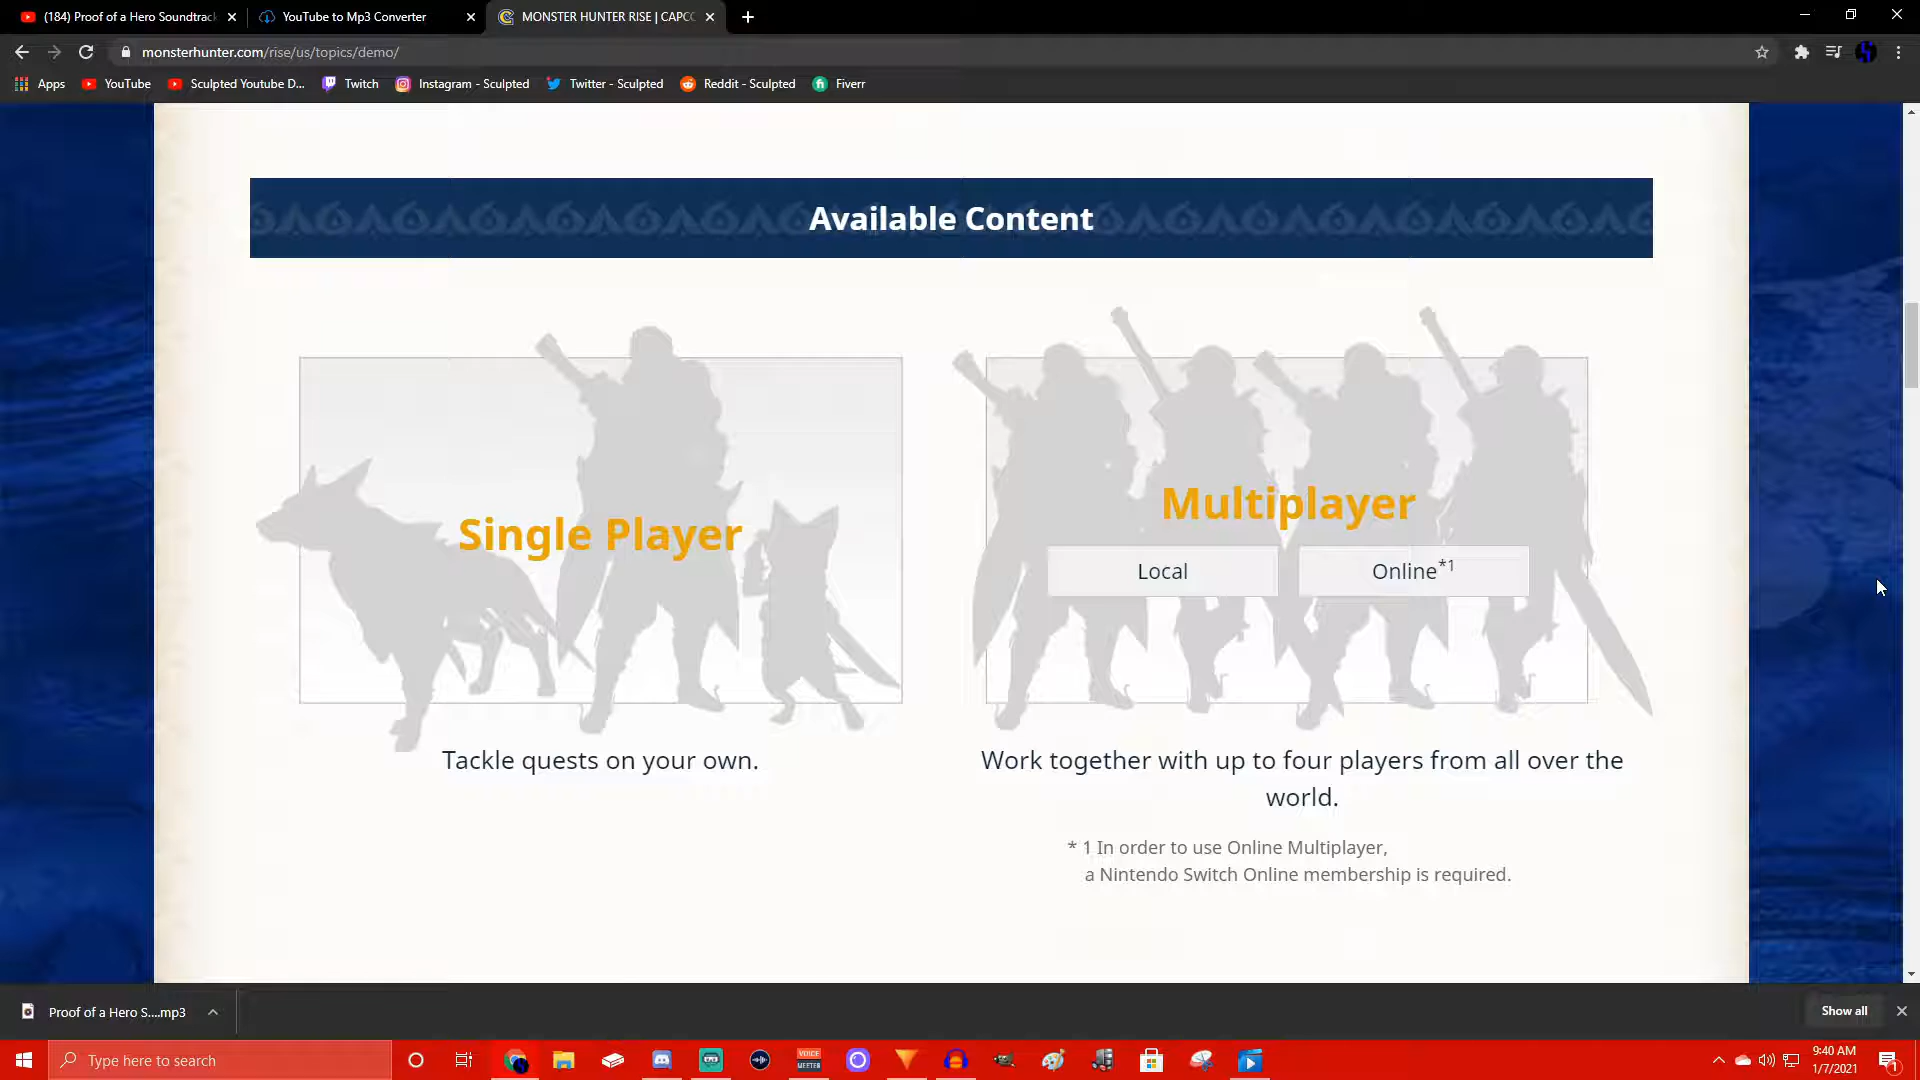 (184) Proof of a Hero Soundtrack
YouTube to Mp3 Converter
MONSTER HUNTER RISE | CAPCO
monsterhunter.com/rise/us/topics/demo/
Apps
YouTube
Sculpted Youtube D...
Twitch
Instagram - Sculpted
Twitter - Sculpted
Reddit - Sculpted
Fiverr
Available Content
Single Player
Multiplayer
Local
Online*1
Tackle quests on your own.
Work together with up to four players from all over the
world.
* 1 In order to use Online Multiplayer,
a Nintendo Switch Online membership is required.
Proof of a Hero S....mp3
Show all
Type here to search
VOICE
MEETER
9:40 AM
1/7/2021
1